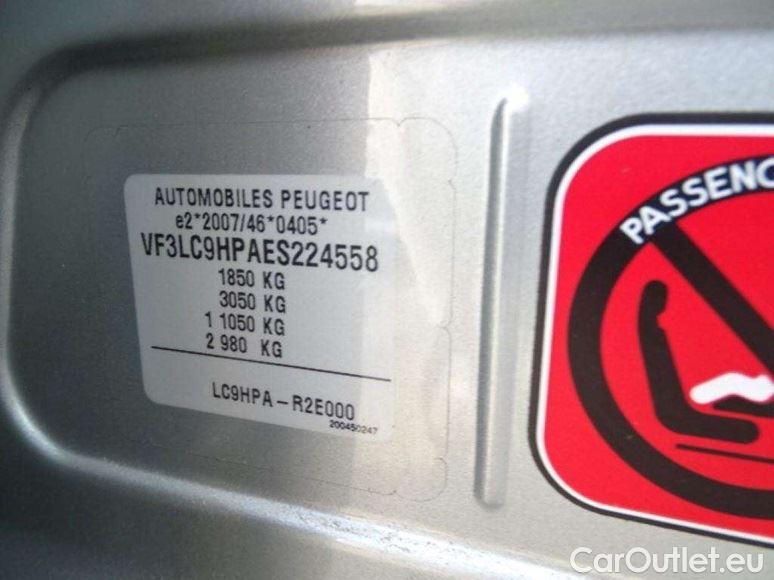 AUTOMOBILES PEUGEOT
e2*2007/46*0405*
VF3LC9HPAES224558
1850 KG
3050 KG
1 1050 KG
2 980 KG
LC9HPA-R2E000
200450247
PASSENG
CarOutlet.eu